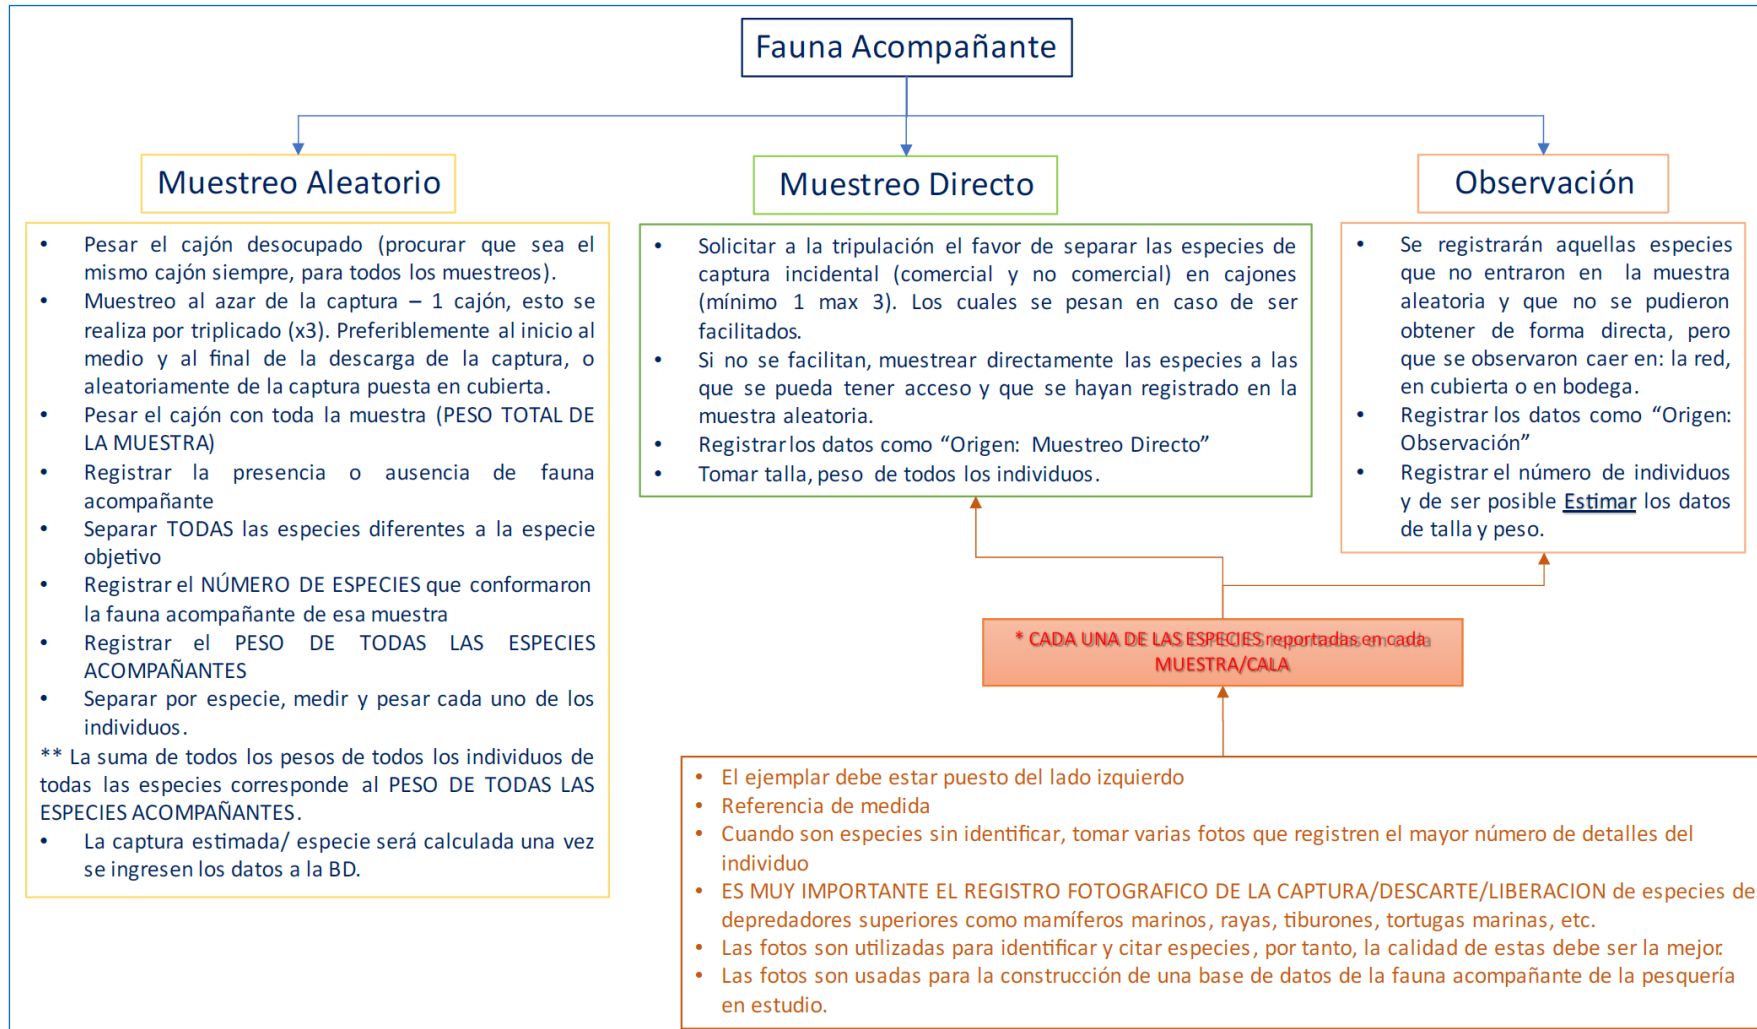 Fauna Acompañante
Muestreo Aleatorio
• Pesar el cajón desocupado (procurar que sea el
mismo cajón siempre, para todos los muestreos).
• Muestreo al azar de la captura – 1 cajón, esto se
realiza por triplicado (x3). Preferiblemente al inicio al
medio y al final de la descarga de la captura, o
aleatoriamente de la captura puesta en cubierta.
• Pesar el cajón con toda la muestra (PESO TOTAL DE
LA MUESTRA)
• Registrar la presencia o ausencia de fauna
acompañante
• Separar TODAS las especies diferentes a la especie
objetivo
• Registrar el NÚMERO DE ESPECIES que conformaron
la fauna acompañante de esa muestra
• Registrar el PESO DE TODAS LAS ESPECIES
ACOMPAÑANTES
• Separar por especie, medir y pesar cada uno de los
individuos.
** La suma de todos los pesos de todos los individuos de
todas las especies corresponde al PESO DE TODAS LAS
ESPECIES ACOMPAÑANTES.
• La captura estimada/ especie será calculada una vez
se ingresen los datos a la BD.
Muestreo Directo
• Solicitar a la tripulación el favor de separar las especies de
captura incidental (comercial y no comercial) en cajones
(mínimo 1 max 3). Los cuales se pesan en caso de ser
facilitados.
• Si no se facilitan, muestrear directamente las especies a las
que se pueda tener acceso y que se hayan registrado en la
muestra aleatoria.
• Registrar los datos como “Origen: Muestreo Directo”
• Tomar talla, peso de todos los individuos.
Observación
• Se registrarán aquellas especies
que no entraron en la muestra
aleatoria y que no se pudieron
obtener de forma directa, pero
que se observaron caer en: la red,
en cubierta o en bodega.
• Registrar los datos como “Origen:
Observación”
• Registrar el número de individuos
y de ser posible Estimar los datos
de talla y peso.
* CADA UNA DE LAS ESPECIES reportadas en cada
MUESTRA/CALA
• El ejemplar debe estar puesto del lado izquierdo
• Referencia de medida
• Cuando son especies sin identificar, tomar varias fotos que registren el mayor número de detalles del
individuo
• ES MUY IMPORTANTE EL REGISTRO FOTOGRAFICO DE LA CAPTURA/DESCARTE/LIBERACION de especies de
depredadores superiores como mamíferos marinos, rayas, tiburones, tortugas marinas, etc.
• Las fotos son utilizadas para identificar y citar especies, por tanto, la calidad de estas debe ser la mejor.
• Las fotos son usadas para la construcción de una base de datos de la fauna acompañante de la pesquería
en estudio.